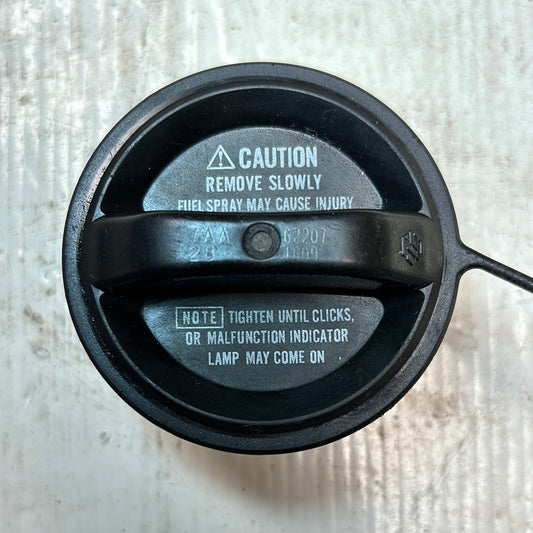 ⚠ CAUTION
REMOVE SLOWLY
FUEL SPRAY MAY CAUSE INJURY
NOTE TIGHTEN UNTIL CLICKS,
OR MALFUNCTION INDICATOR
LAMP MAY COME ON